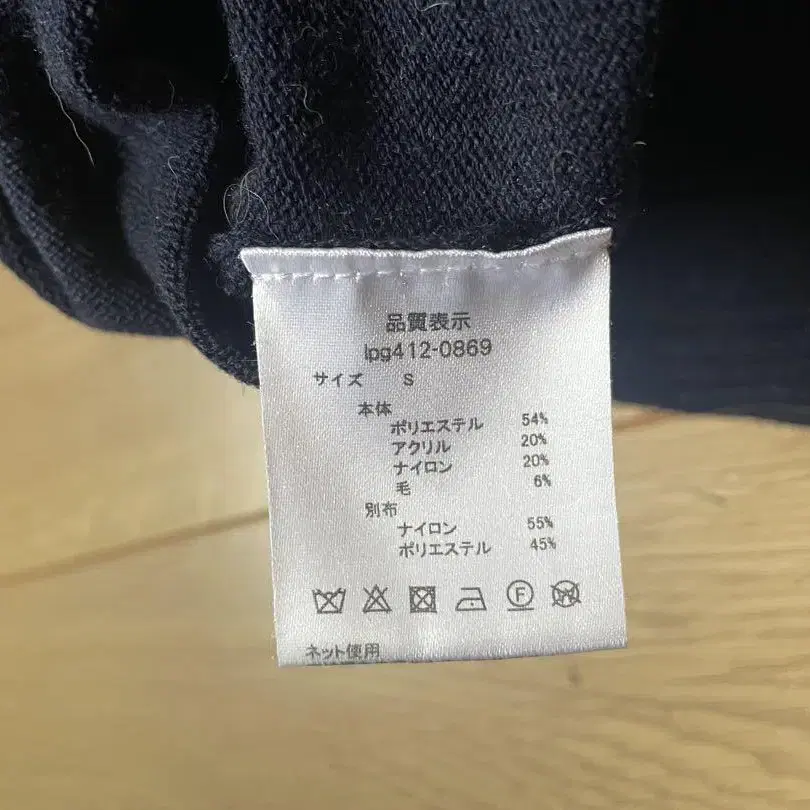 品質表示
lpg412-0869
サイズ S
本体
ポリエステル 54%
アクリル 20%
ナイロン 20%
毛 6%
別布
ナイロン 55%
ポリエステル 45%
F
W
ネット使用